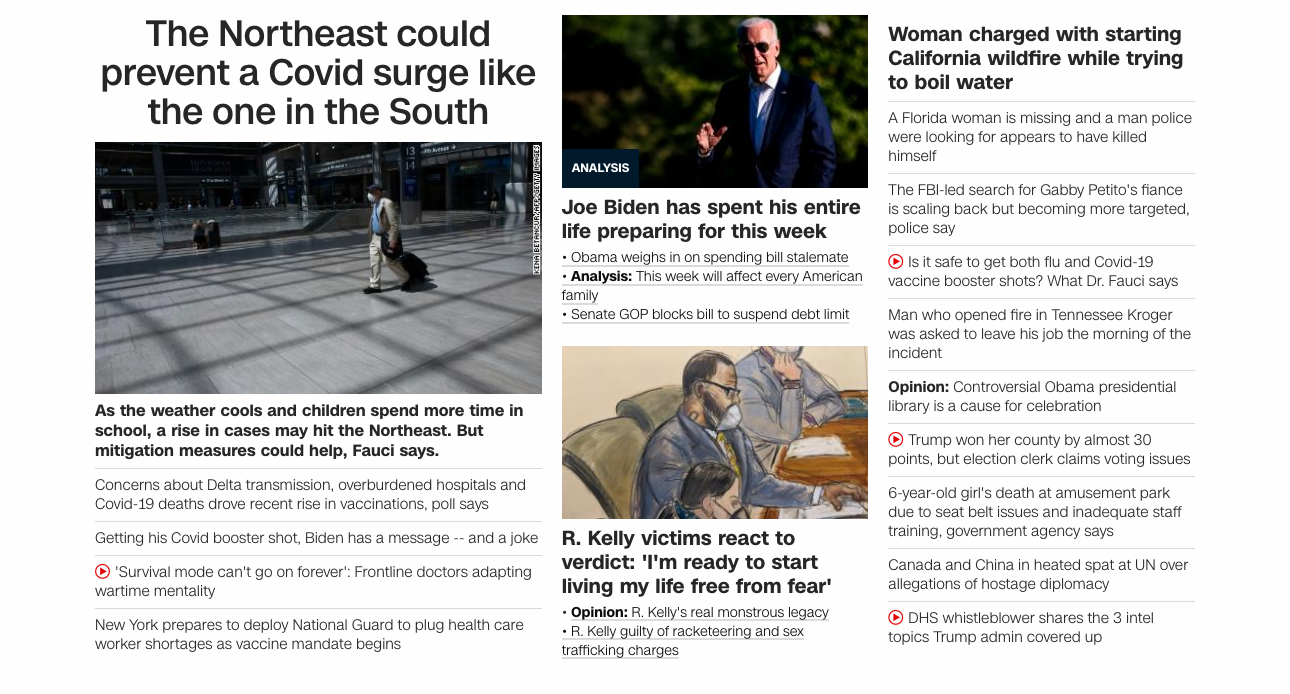 The Northeast could
prevent a Covid surge like
the one in the South
KENA BETANCUR/AFP/GETTY IMAGES
As the weather cools and children spend more time in
school, a rise in cases may hit the Northeast. But
mitigation measures could help, Fauci says.
Concerns about Delta transmission, overburdened hospitals and
Covid-19 deaths drove recent rise in vaccinations, poll says
Getting his Covid booster shot, Biden has a message -- and a joke
'Survival mode can't go on forever': Frontline doctors adapting
wartime mentality
New York prepares to deploy National Guard to plug health care
worker shortages as vaccine mandate begins
ANALYSIS
Joe Biden has spent his entire
life preparing for this week
• Obama weighs in on spending bill stalemate
• Analysis: This week will affect every American
family
• Senate GOP blocks bill to suspend debt limit
R. Kelly victims react to
verdict: 'I'm ready to start
living my life free from fear'
• Opinion: R. Kelly's real monstrous legacy
• R. Kelly guilty of racketeering and sex
trafficking charges
Woman charged with starting
California wildfire while trying
to boil water
A Florida woman is missing and a man police
were looking for appears to have killed
himself
The FBI-led search for Gabby Petito's fiance
is scaling back but becoming more targeted,
police say
Is it safe to get both flu and Covid-19
vaccine booster shots? What Dr. Fauci says
Man who opened fire in Tennessee Kroger
was asked to leave his job the morning of the
incident
Opinion: Controversial Obama presidential
library is a cause for celebration
Trump won her county by almost 30
points, but election clerk claims voting issues
6-year-old girl's death at amusement park
due to seat belt issues and inadequate staff
training, government agency says
Canada and China in heated spat at UN over
allegations of hostage diplomacy
DHS whistleblower shares the 3 intel
topics Trump admin covered up